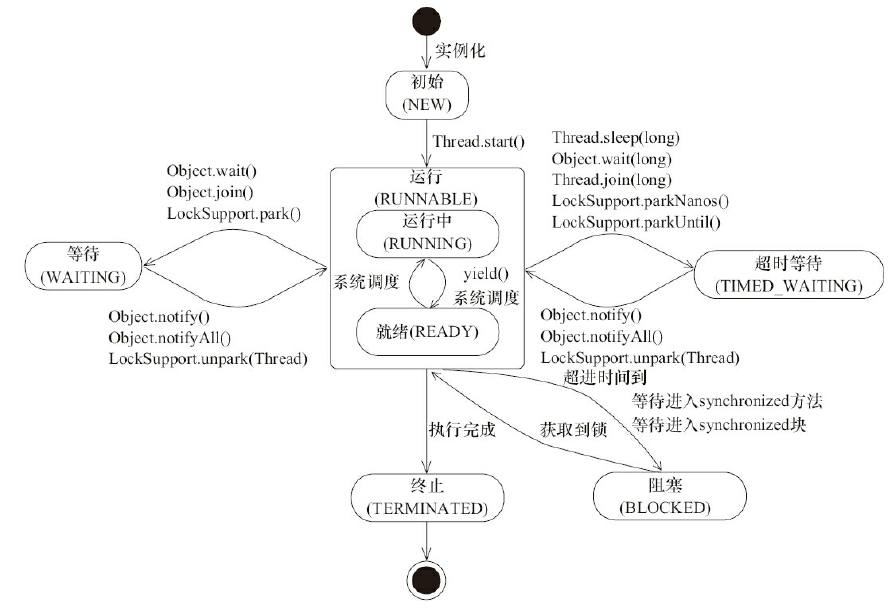 实例化
初始
(NEW)
Thread.start()
Object.wait()
Object.join()
LockSupport.park()
Thread.sleep(long)
Object.wait(long)
Thread.join(long)
LockSupport.parkNanos()
LockSupport.parkUntil()
运行
(RUNNABLE)
运行中
(RUNNING)
等待
(WAITING)
系统调度
yield()
系统调度
超时等待
(TIMED_WAITING)
就绪(READY)
Object.notify()
Object.notifyAll()
LockSupport.unpark(Thread)
Object.notify()
Object.notifyAll()
LockSupport.unpark(Thread)
超进时间到
等待进入synchronized方法
等待进入synchronized块
执行完成
获取到锁
终止
(TERMINATED)
阻塞
(BLOCKED)